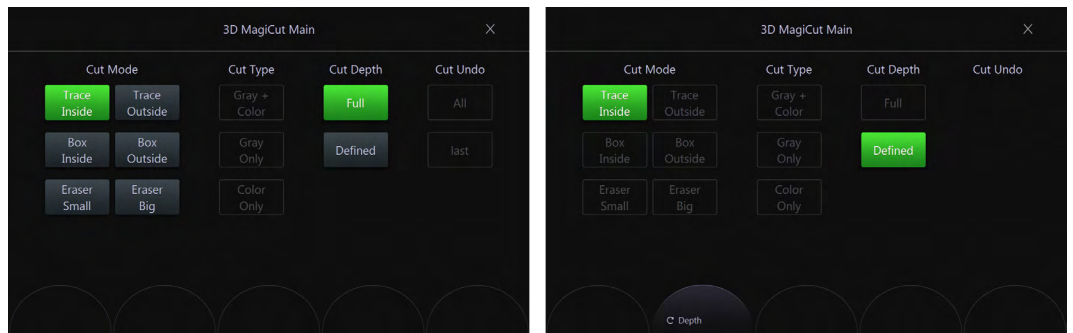 3D MagiCut Main
X
Cut Mode Cut Type Cut Depth Cut Undo
Trace Trace Gray + Full All
Inside Outside Color
Box Box Gray Defined last
Inside Outside Only
Eraser Eraser Color
Small Big Only
3D MagiCut Main
X
Cut Mode Cut Type Cut Depth Cut Undo
Trace Trace Gray + Full
Inside Outside Color
Box Box Gray Defined
Inside Outside Only
Eraser Eraser Color
Small Big Only
Depth